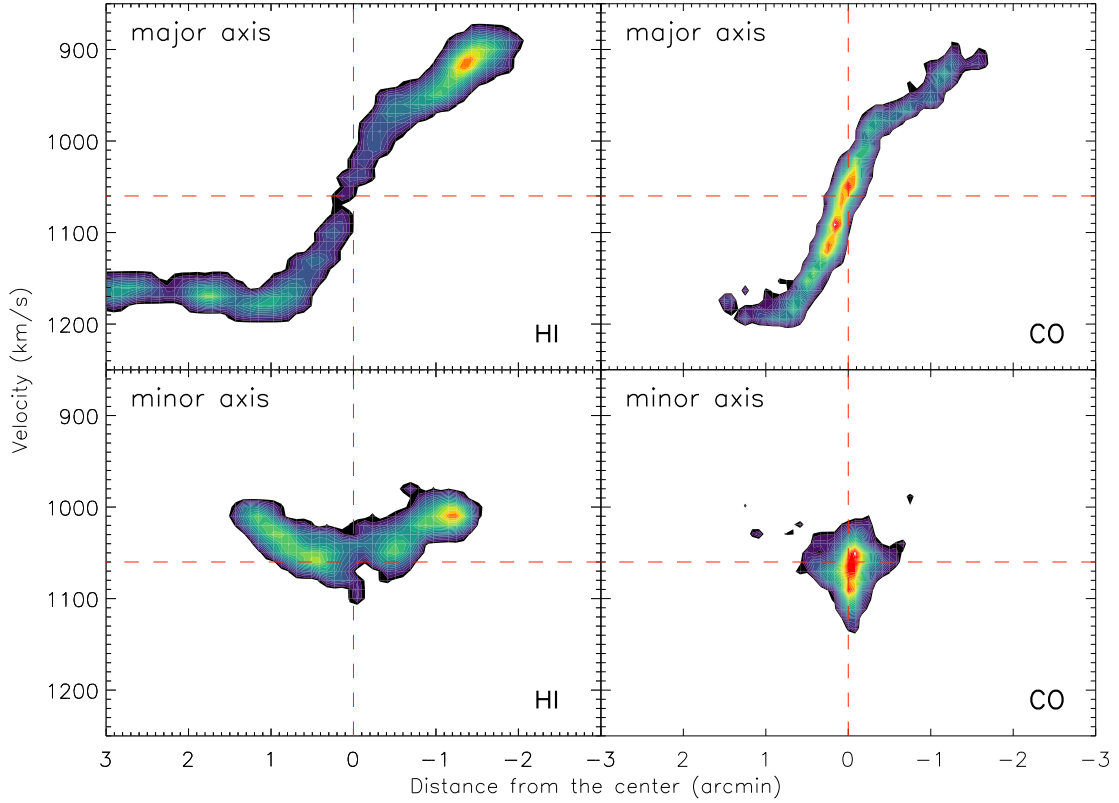 major axis
major axis
900
1000
1100
1200
HI
CO
minor axis
minor axis
900
1000
1100
1200
HI
CO
Velocity (km/s)
3 2 1 0 −1 −2 2 1 0 −1 −2 −3
Distance from the center (arcmin)